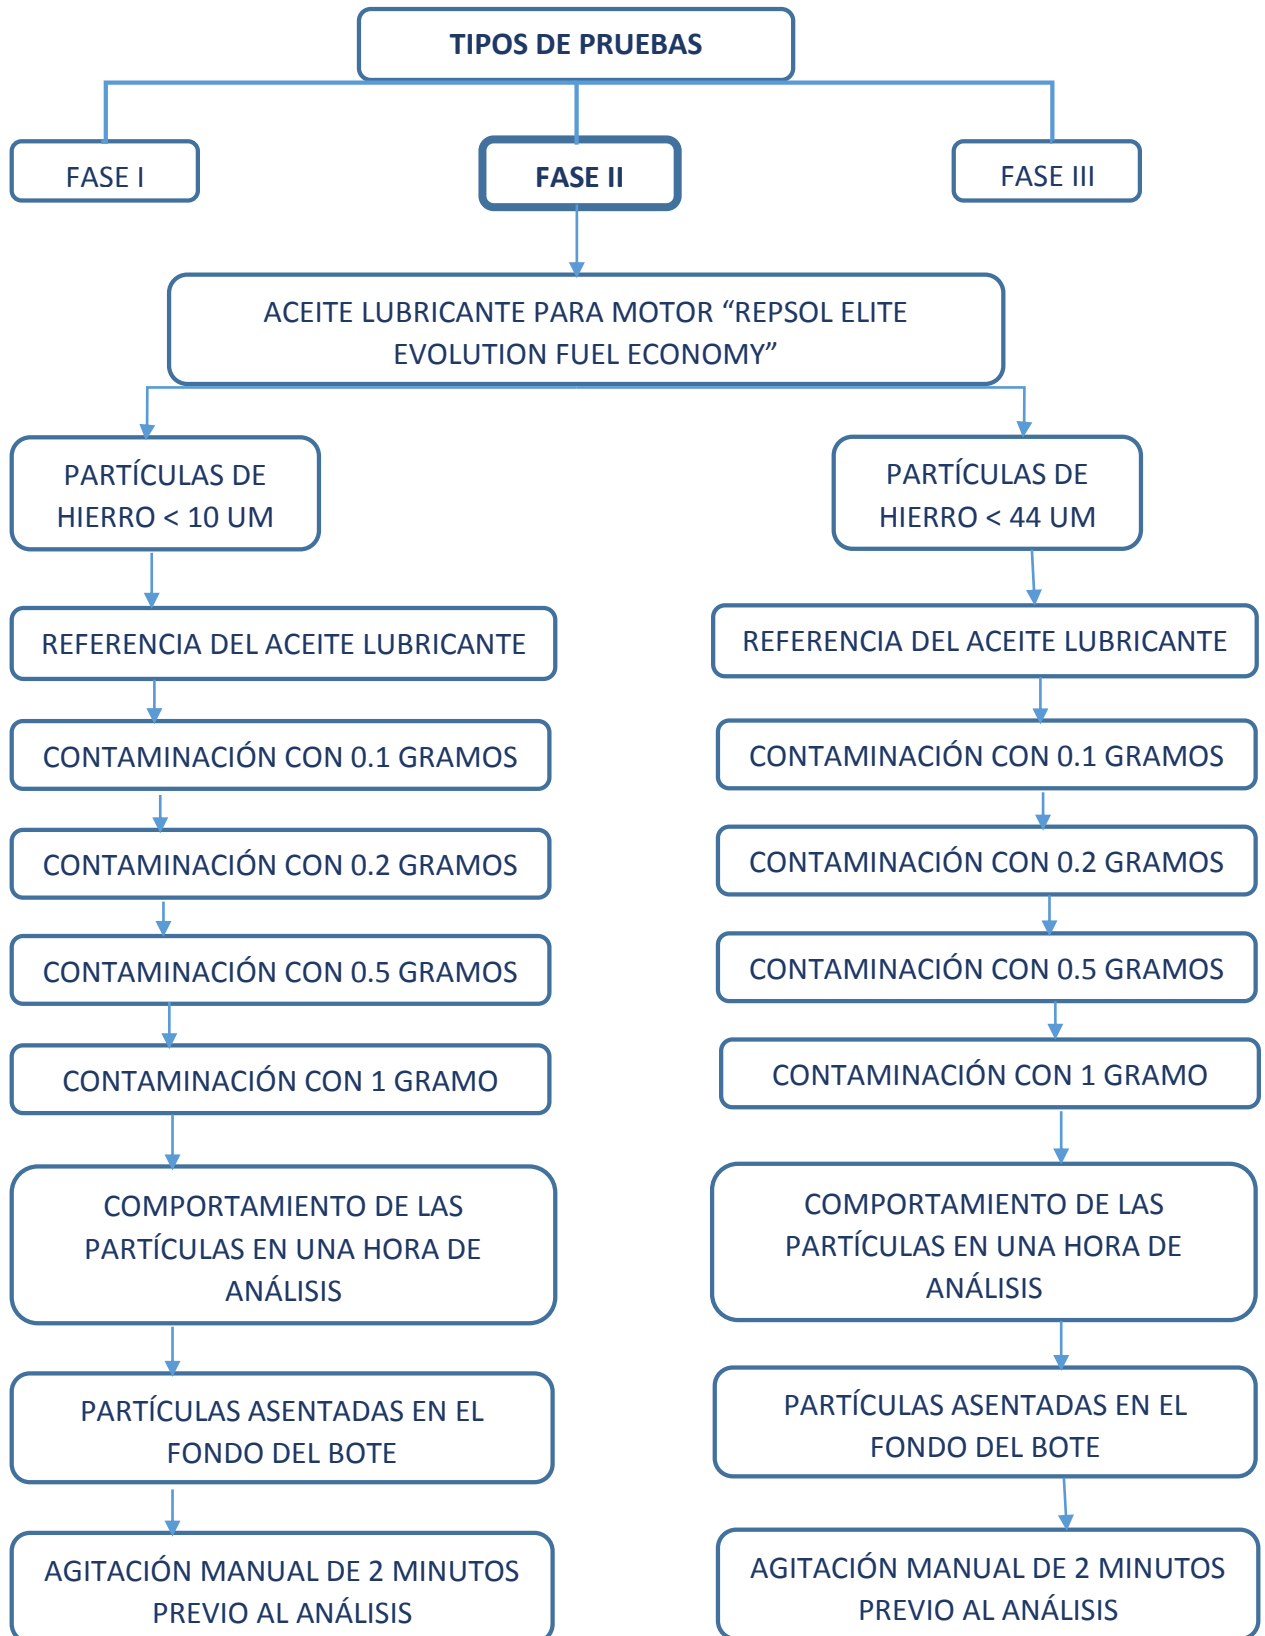 TIPOS DE PRUEBAS
FASE I
FASE II
FASE III
ACEITE LUBRICANTE PARA MOTOR “REPSOL ELITE
EVOLUTION FUEL ECONOMY”
PARTÍCULAS DE
HIERRO < 10 UM
REFERENCIA DEL ACEITE LUBRICANTE
CONTAMINACIÓN CON 0.1 GRAMOS
CONTAMINACIÓN CON 0.2 GRAMOS
CONTAMINACIÓN CON 0.5 GRAMOS
CONTAMINACIÓN CON 1 GRAMO
COMPORTAMIENTO DE LAS
PARTÍCULAS EN UNA HORA DE
ANÁLISIS
PARTÍCULAS ASENTADAS EN EL
FONDO DEL BOTE
AGITACIÓN MANUAL DE 2 MINUTOS
PREVIO AL ANÁLISIS
PARTÍCULAS DE
HIERRO < 44 UM
REFERENCIA DEL ACEITE LUBRICANTE
CONTAMINACIÓN CON 0.1 GRAMOS
CONTAMINACIÓN CON 0.2 GRAMOS
CONTAMINACIÓN CON 0.5 GRAMOS
CONTAMINACIÓN CON 1 GRAMO
COMPORTAMIENTO DE LAS
PARTÍCULAS EN UNA HORA DE
ANÁLISIS
PARTÍCULAS ASENTADAS EN EL
FONDO DEL BOTE
AGITACIÓN MANUAL DE 2 MINUTOS
PREVIO AL ANÁLISIS